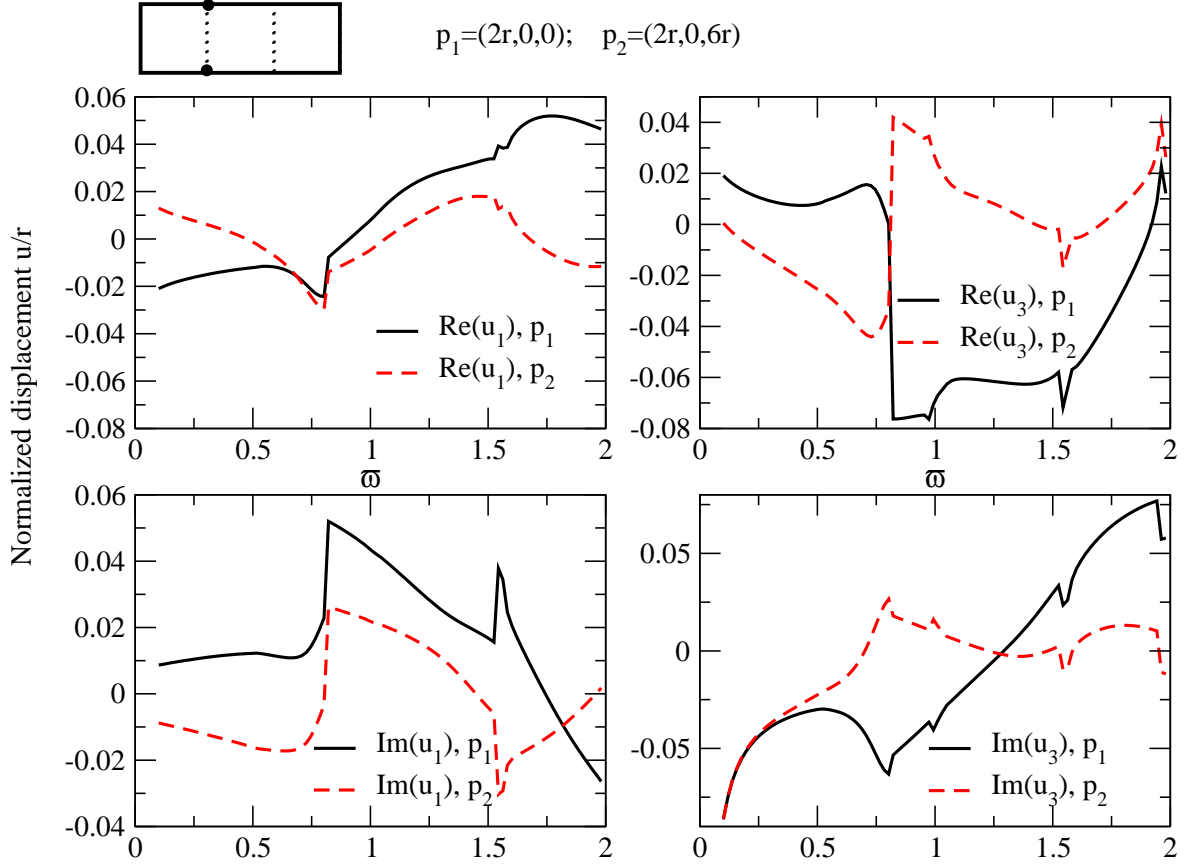 p₁=(2r,0,0); p₂=(2r,0,6r)
Normalized displacement u/r
0.06
0.04
0.02
0
-0.02
-0.04
-0.06
-0.08
0 0.5 1 1.5 2
ϖ
Re(u₁), p₁
Re(u₁), p₂
0.04
0.02
0
-0.02
-0.04
-0.06
-0.08
0 0.5 1 1.5 2
ϖ
Re(u₃), p₁
Re(u₃), p₂
0.06
0.04
0.02
0
-0.02
-0.04
0 0.5 1 1.5 2
Im(u₁), p₁
Im(u₁), p₂
0.05
0
-0.05
0 0.5 1 1.5 2
Im(u₃), p₁
Im(u₃), p₂